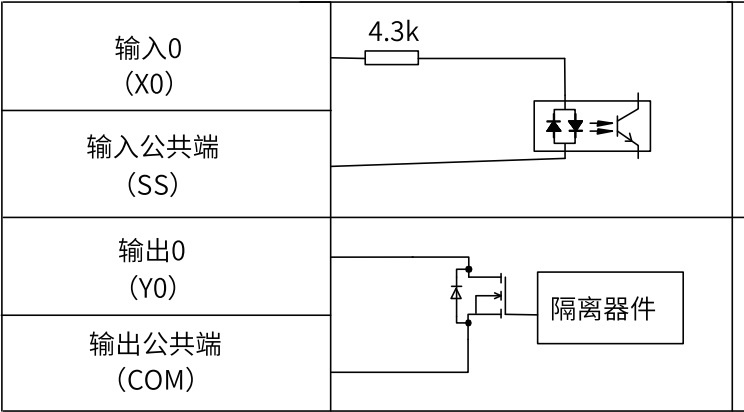 输入0
（X0）
4.3k
输入公共端
（SS）
输出0
（Y0）
隔离器件
输出公共端
（COM）